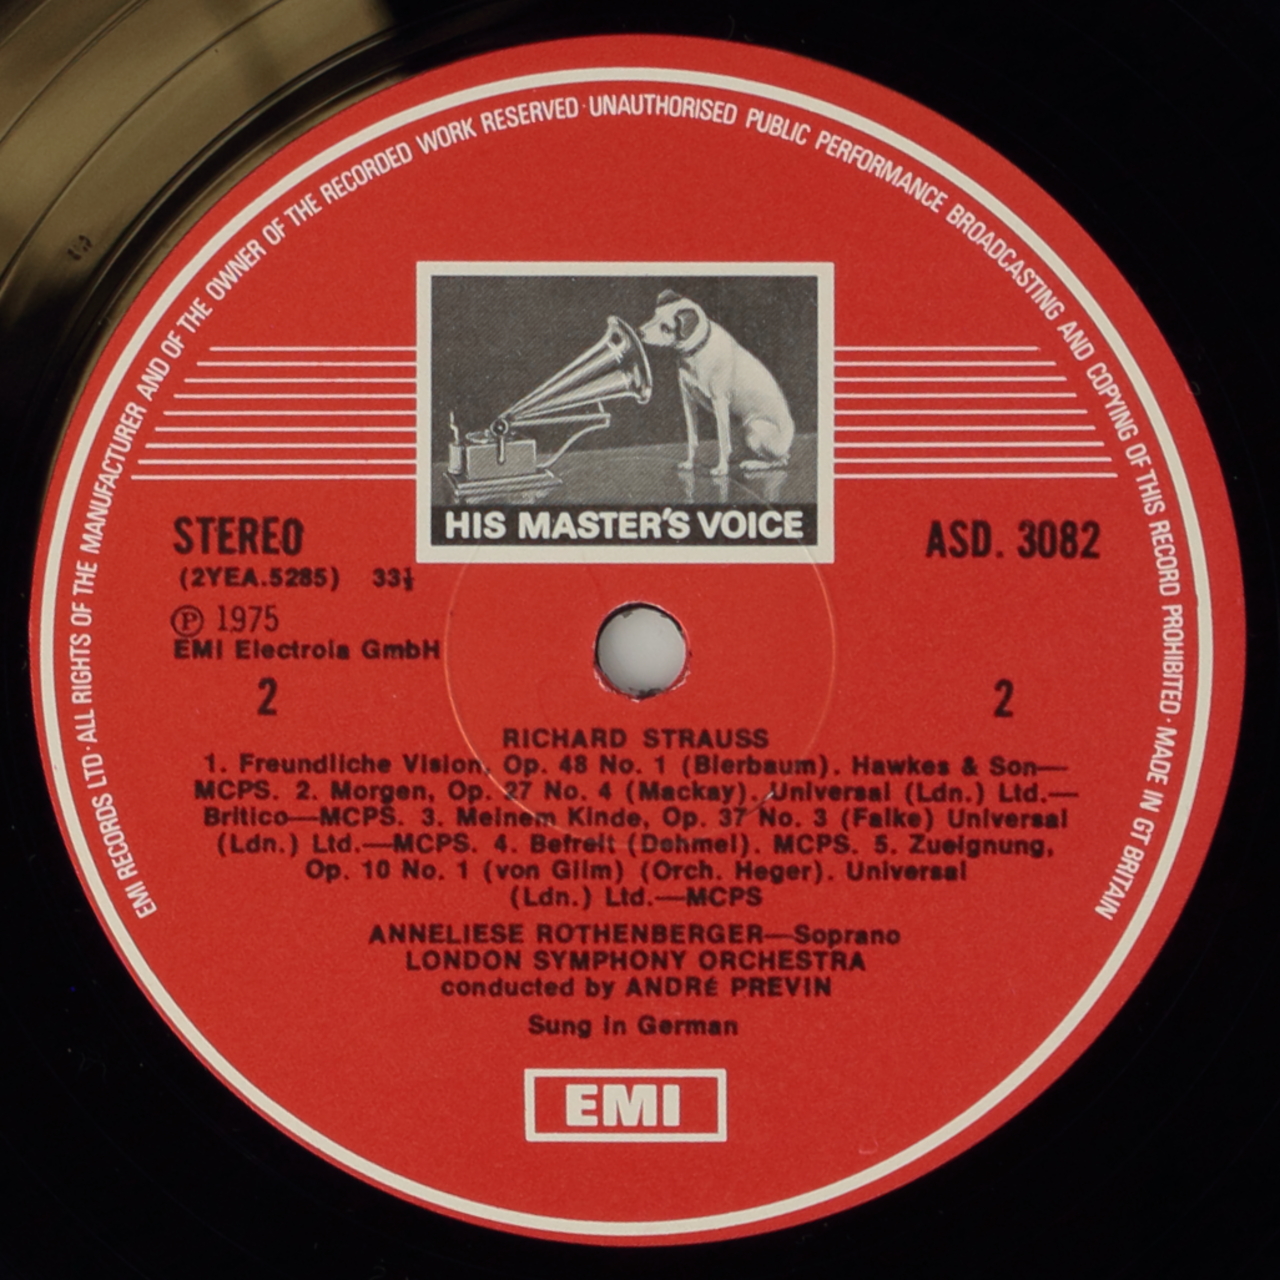 EMI RECORDS LTD · ALL RIGHTS OF THE MANUFACTURER AND OF THE OWNER OF THE RECORDED WORK RESERVED · UNAUTHORISED PUBLIC PERFORMANCE BROADCASTING AND COPYING OF THIS RECORD PROHIBITED · MADE IN GT BRITAIN
HIS MASTER'S VOICE
STEREO
ASD. 3082
(2YEA.5285) 33⅓
℗ 1975
EMI Electrola GmbH
2
2
RICHARD STRAUSS
1. Freundliche Vision, Op. 48 No. 1 (Bierbaum). Hawkes & Son—
MCPS. 2. Morgen, Op. 27 No. 4 (Mackay). Universal (Ldn.) Ltd.—
Britico—MCPS. 3. Meinem Kinde, Op. 37 No. 3 (Falke) Universal
(Ldn.) Ltd.—MCPS. 4. Befreit (Dehmel). MCPS. 5. Zueignung,
Op. 10 No. 1 (von Gilm) (Orch. Heger). Universal
(Ldn.) Ltd.—MCPS
ANNELIESE ROTHENBERGER—Soprano
LONDON SYMPHONY ORCHESTRA
conducted by ANDRÉ PREVIN
Sung in German
EMI